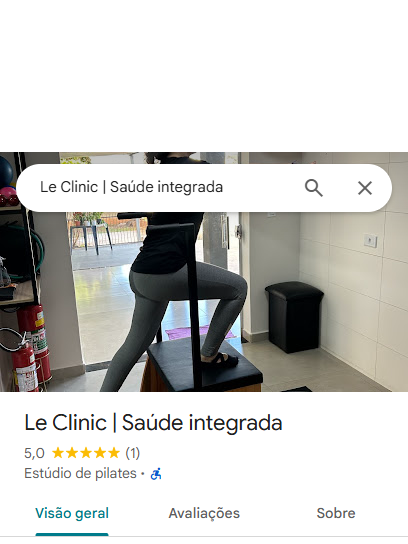 Le Clinic | Saúde integrada
Le Clinic | Saúde integrada
5,0 (1)
Estúdio de pilates ·
Visão geral Avaliações Sobre